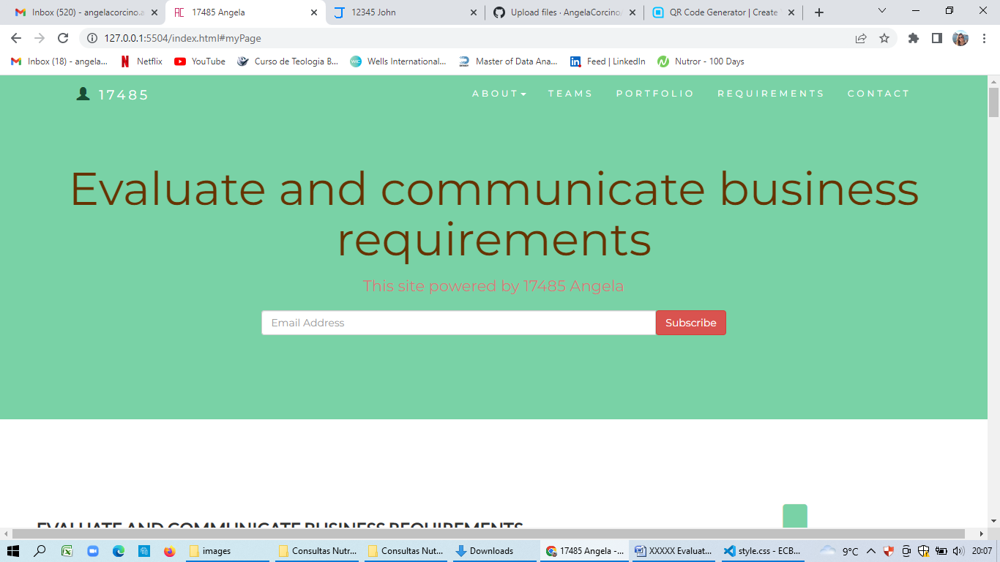 Inbox (520) - angelacorcino.a
17485 Angela
12345 John
Upload files · AngelaCorcino/
QR Code Generator | Create
127.0.0.1:5504/index.html#myPage
Inbox (18) - angela...
Netflix
YouTube
Curso de Teologia B...
Wells International...
Master of Data Ana...
Feed | LinkedIn
Nutror - 100 Days
17485
ABOUT
TEAMS
PORTFOLIO
REQUIREMENTS
CONTACT
Evaluate and communicate business
requirements
This site powered by 17485 Angela
Email Address
Subscribe
EVALUATE AND COMMUNICATE BUSINESS REQUIREMENTS
images
Consultas Nutr...
Consultas Nut...
Downloads
17485 Angela -...
XXXXX Evaluat...
style.css - ECB...
9°C
20:07